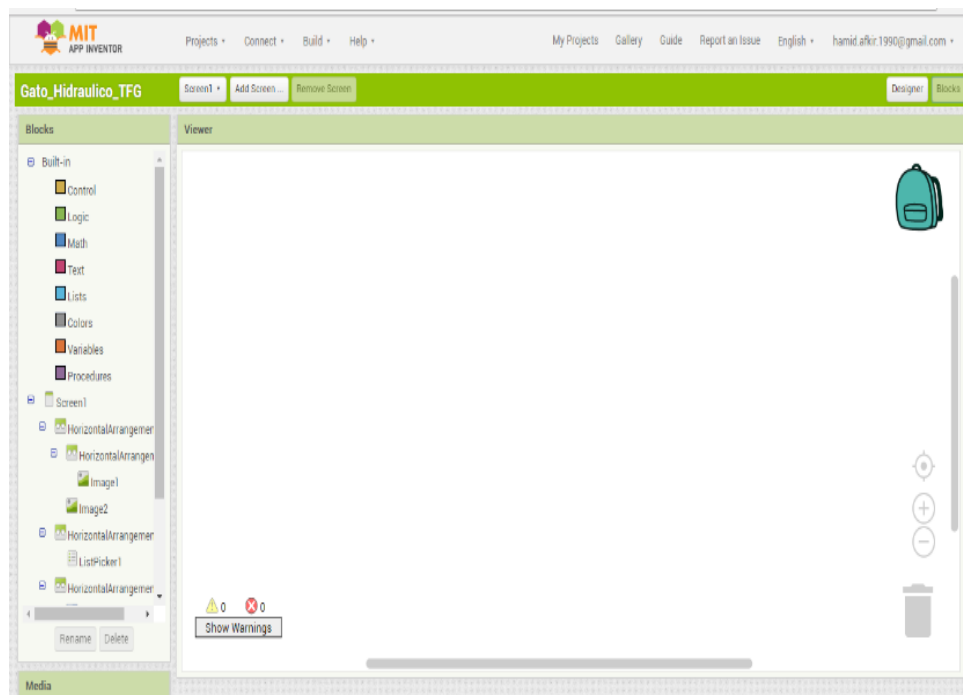 MIT
APP INVENTOR
Projects Connect Build Help My Projects Gallery Guide Report an Issue English hamid.afkir.1990@gmail.com
Gato_Hidraulico_TFG Screen1 Add Screen ... Remove Screen Designer Blocks
Blocks Viewer
Built-in
Control
Logic
Math
Text
Lists
Colors
Variables
Procedures
Screen1
HorizontalArrangemer
HorizontalArrangen
Image1
Image2
HorizontalArrangemer
ListPicker1
HorizontalArrangemer
0 0
Show Warnings
Rename Delete
Media